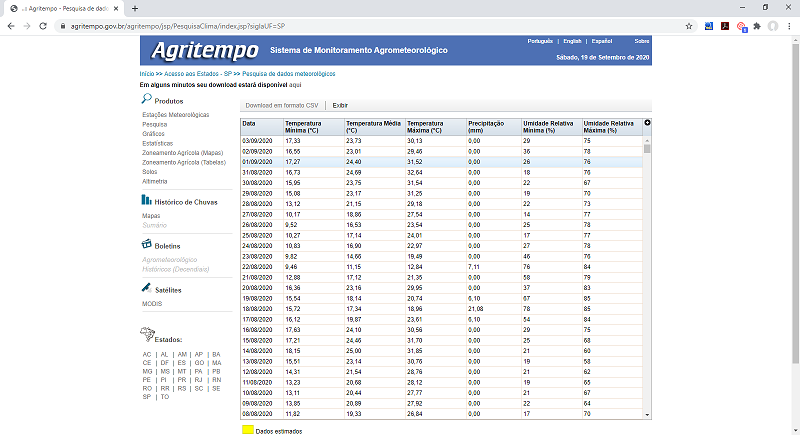 .:: Agritempo - Pesquisa de dado
agritempo.gov.br/agritempo/jsp/PesquisaClima/index.jsp?siglaUF=SP
Agritempo Sistema de Monitoramento Agrometeorológico
Português | English | Español Sobre
Sábado, 19 de Setembro de 2020
Início >> Acesso aos Estados - SP >> Pesquisa de dados meteorológicos
Em alguns minutos seu download estará disponível aqui
Produtos
Estações Meteorológicas
Pesquisa
Gráficos
Estatísticas
Zoneamento Agrícola (Mapas)
Zoneamento Agrícola (Tabelas)
Solos
Altimetria
Histórico de Chuvas
Mapas
Sumário
Boletins
Agrometeorológico
Históricos (Decendiais)
Satélites
MODIS
Estados:
AC | AL | AM | AP | BA
CE | DF | ES | GO | MA
MG | MS | MT | PA | PB
PE | PI | PR | RJ | RN
RO | RR | RS | SC | SE
SP | TO
Download em formato CSV Exibir
Data Temperatura Mínima (°C) Temperatura Média (°C) Temperatura Máxima (°C) Precipitação (mm) Umidade Relativa Mínima (%) Umidade Relativa Máxima (%)
03/09/2020 17,33 23,73 30,13 0,00 29 75
02/09/2020 16,55 23,01 29,46 0,00 36 78
01/09/2020 17,27 24,40 31,52 0,00 26 76
31/08/2020 16,73 24,69 32,64 0,00 18 76
30/08/2020 15,95 23,75 31,54 0,00 22 67
29/08/2020 15,08 23,17 31,25 0,00 19 70
28/08/2020 13,12 21,15 29,18 0,00 22 73
27/08/2020 10,17 18,86 27,54 0,00 14 77
26/08/2020 9,52 16,53 23,54 0,00 25 78
25/08/2020 10,27 17,14 24,01 0,00 17 77
24/08/2020 10,83 16,90 22,97 0,00 27 78
23/08/2020 9,82 14,66 19,49 0,00 46 76
22/08/2020 9,46 11,15 12,84 7,11 76 84
21/08/2020 12,88 17,12 21,35 0,00 58 79
20/08/2020 16,36 23,16 29,95 0,00 37 83
19/08/2020 15,54 18,14 20,74 6,10 67 85
18/08/2020 15,72 17,34 18,96 21,08 78 85
17/08/2020 16,12 19,87 23,61 6,10 54 84
16/08/2020 17,63 24,10 30,56 0,00 29 75
15/08/2020 17,21 24,46 31,70 0,00 25 68
14/08/2020 18,15 25,00 31,85 0,00 21 60
13/08/2020 15,51 23,14 30,76 0,00 19 58
12/08/2020 14,31 21,54 28,76 0,00 21 62
11/08/2020 13,23 20,68 28,12 0,00 19 65
10/08/2020 13,11 20,44 27,77 0,00 21 67
09/08/2020 13,85 20,89 27,92 0,00 22 64
08/08/2020 11,82 19,33 26,84 0,00 17 70
Dados estimados